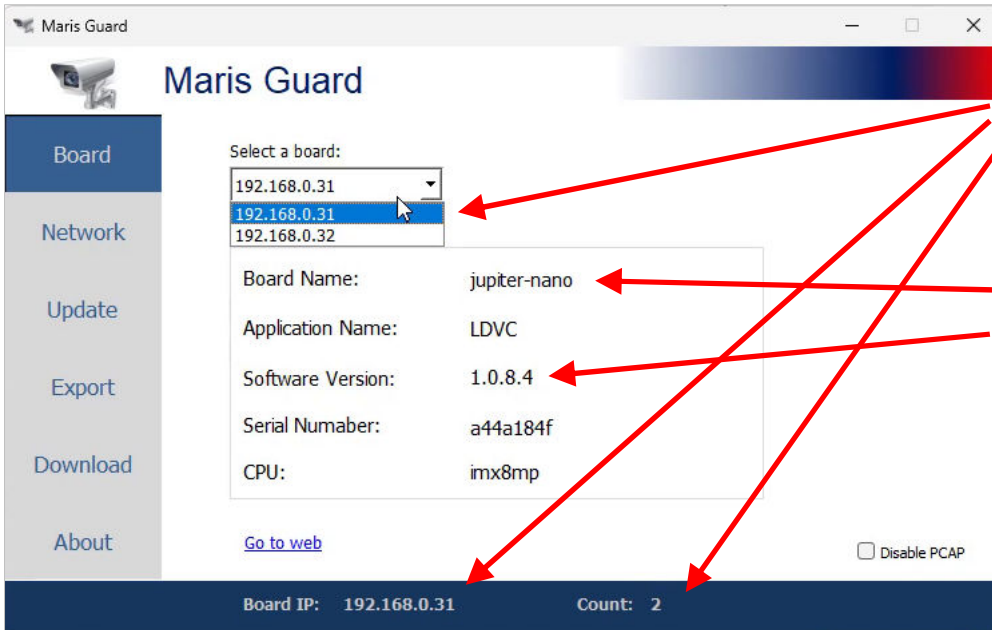 Maris Guard
Maris Guard
Board
Select a board:
192.168.0.31
192.168.0.31
192.168.0.32
Network
Board Name: jupiter-nano
Update
Application Name: LDVC
Software Version: 1.0.8.4
Export
Serial Numaber: a44a184f
Download
CPU: imx8mp
About
Go to web
Disable PCAP
Board IP: 192.168.0.31 Count: 2